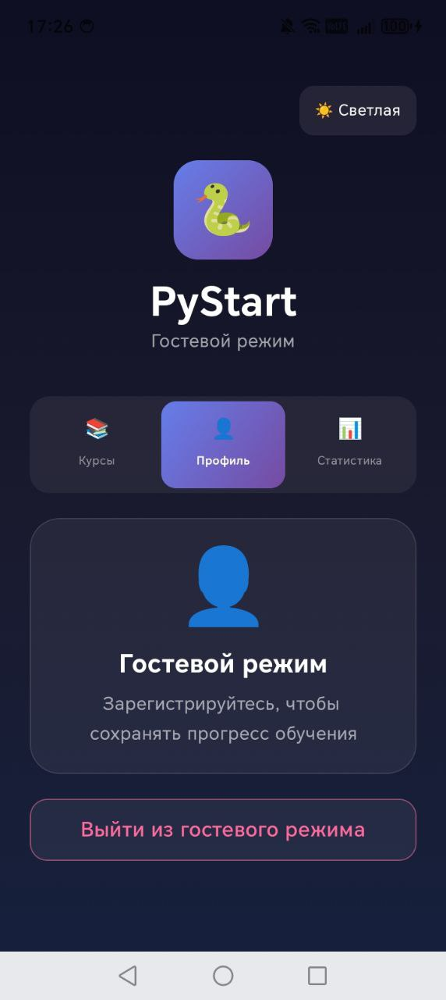 17:26
100
Светлая
PyStart
Гостевой режим
Курсы
Профиль
Статистика
Гостевой режим
Зарегистрируйтесь, чтобы
сохранять прогресс обучения
Выйти из гостевого режима